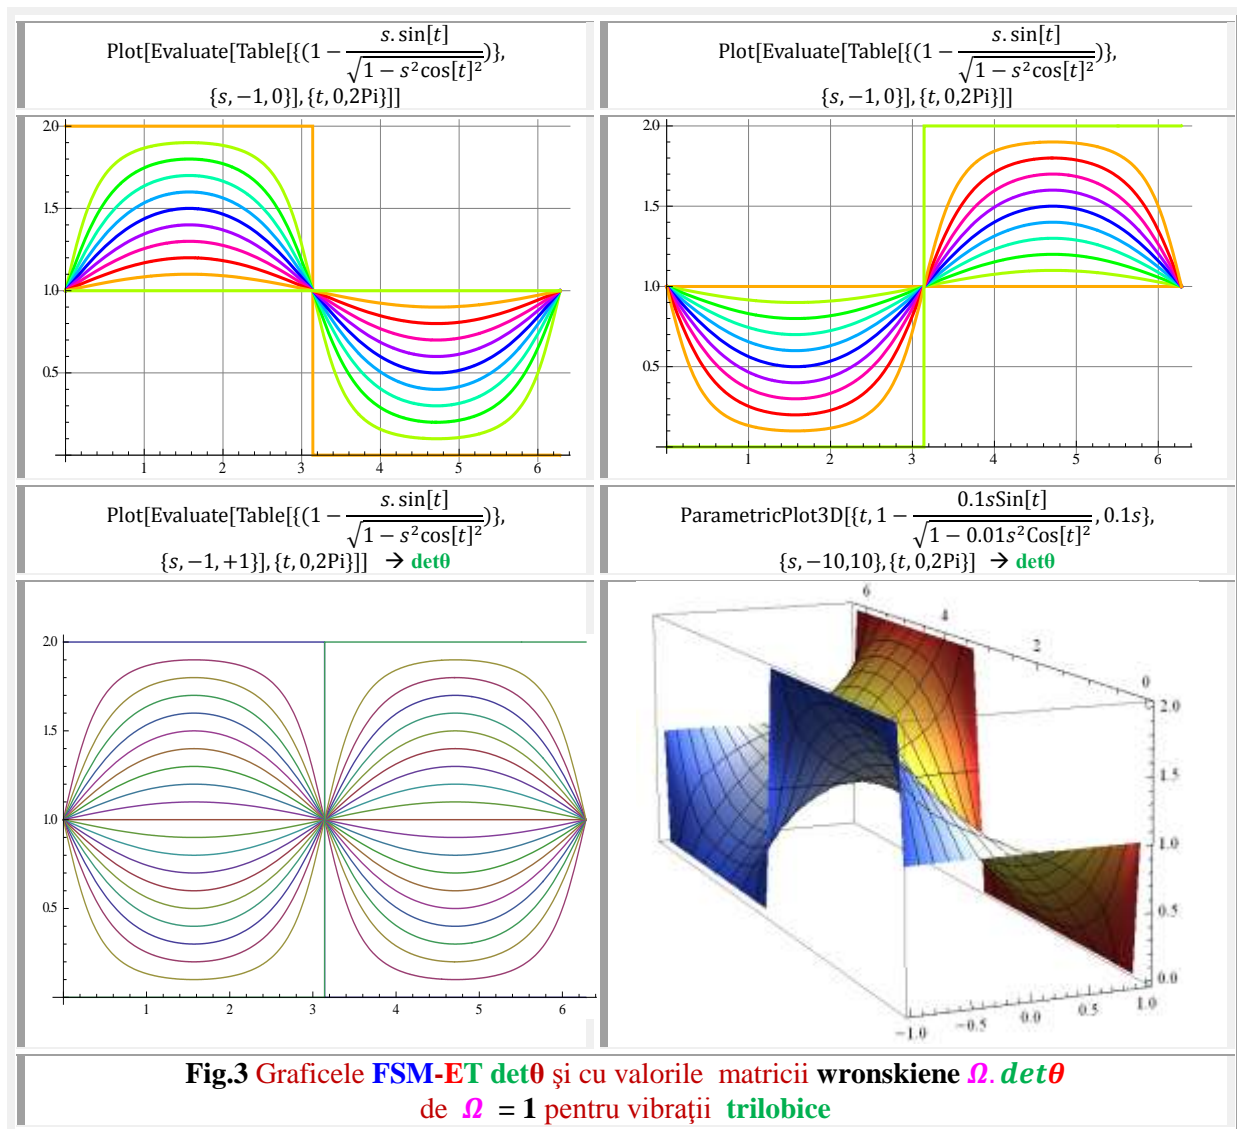 Plot[Evaluate[Table[{(1 − s.sin[t] / √(1 − s²cos[t]²))},
{s, −1,0}], {t, 0,2Pi}]]
Plot[Evaluate[Table[{(1 − s.sin[t] / √(1 − s²cos[t]²))},
{s, −1,0}], {t, 0,2Pi}]]
2.0
1.5
1.0
0.5
1 2 3 4 5 6
2.0
1.5
1.0
0.5
1 2 3 4 5 6
Plot[Evaluate[Table[{(1 − s.sin[t] / √(1 − s²cos[t]²))},
{s, −1, +1}], {t, 0,2Pi}]] → detθ
ParametricPlot3D[{t, 1 − 0.1sSin[t] / √(1 − 0.01s²Cos[t]²), 0.1s},
{s, −10,10}, {t, 0,2Pi}] → detθ
2.0
1.5
1.0
0.5
1 2 3 4 5 6
6 4 2 0
2.0
1.5
1.0
0.5
0.0
−1.0 −0.5 0.0 0.5 1.0
Fig.3 Graficele FSM-ET detθ şi cu valorile matricii wronskiene Ω. detθ
de Ω = 1 pentru vibraţii trilobice